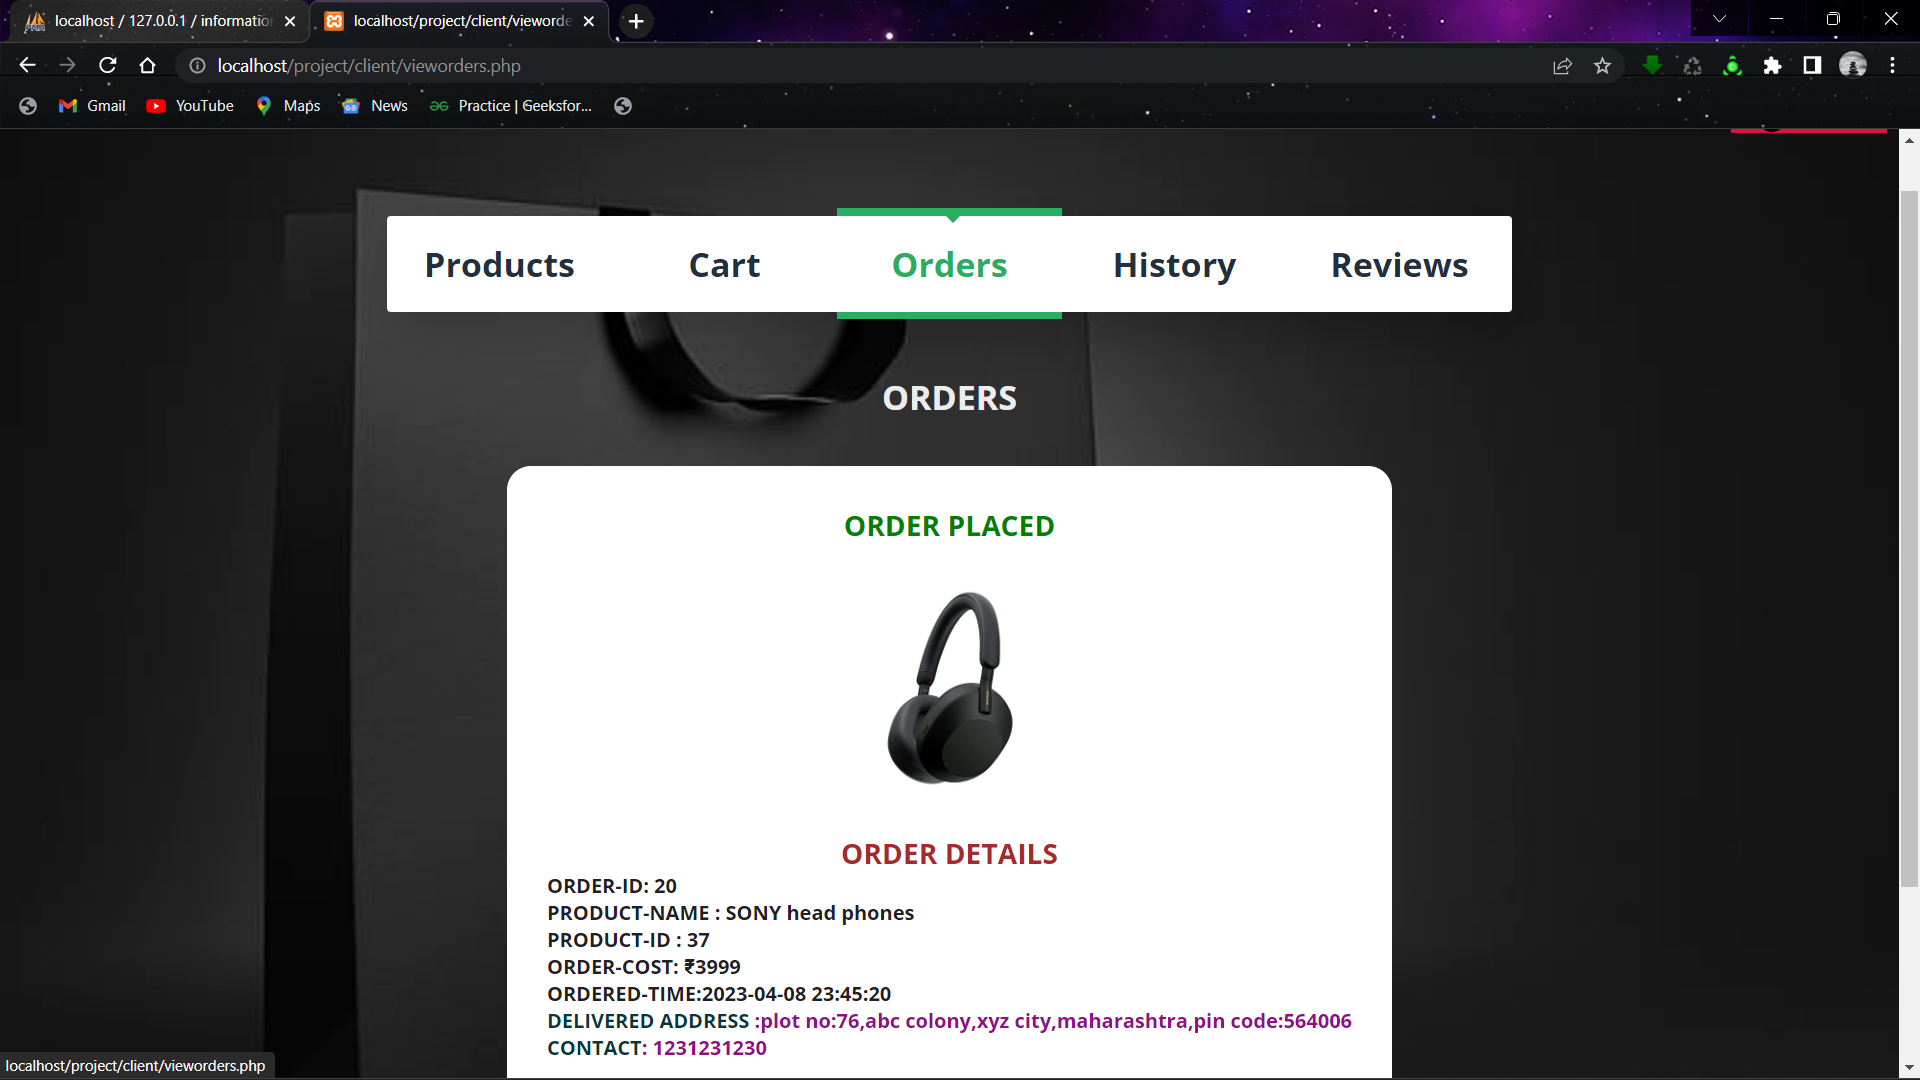 localhost / 127.0.0.1 / informatio
localhost/project/client/vieworde
localhost/project/client/vieworders.php
Gmail
YouTube
Maps
News
Practice | Geeksfor...
Products
Cart
Orders
History
Reviews
ORDERS
ORDER PLACED
ORDER DETAILS
ORDER-ID: 20
PRODUCT-NAME : SONY head phones
PRODUCT-ID : 37
ORDER-COST: ₹3999
ORDERED-TIME:2023-04-08 23:45:20
DELIVERED ADDRESS :plot no:76,abc colony,xyz city,maharashtra,pin code:564006
CONTACT: 1231231230
localhost/project/client/vieworders.php